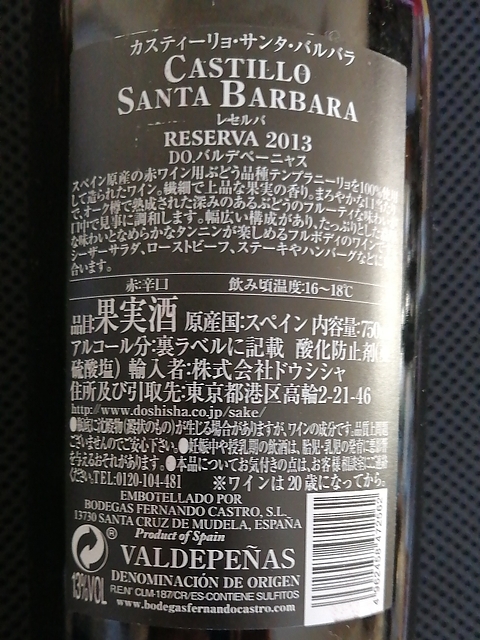 カスティーリョ・サンタ・バルバラ
CASTILLO
SANTA BARBARA
レセルバ
RESERVA 2013
DO.バルデペーニャス
スペイン原産の赤ワイン用ぶどう品種テンプラニーリョを100%使用
して造られたワイン。繊細で上品な果実の香り。まろやかな口当たり
で、オーク樽で熟成された深みのあるぶどうのフルーティな味わいが
口中で見事に調和します。幅広い構成があり、たっぷりとした
な味わいとなめらかなタンニンが楽しめるフルボディのワインで
シーザーサラダ、ローストビーフ、ステーキやハンバーグなどに
合います。
赤:辛口 飲み頃温度:16~18℃
品目:果実酒 原産国:スペイン 内容量:750
アルコール分:裏ラベルに記載 酸化防止剤
硫酸塩) 輸入者:株式会社ドウシシャ
住所及び引取先:東京都港区高輪2-21-46
http://www.doshisha.co.jp/sake/
●瓶底に沈殿物(澱状のもの)が生じる場合がありますが、ワインの成分です。品質上問題
ございませんのでご安心下さい。●妊娠中や授乳期の飲酒は、胎児・乳児の発育に悪影響
を与えるおそれがあります。●本品についてお気付きの点は、お客様相談室にご連絡
ください。TEL:0120-104-481 ※ワインは20歳になってから。
EMBOTELLADO POR
BODEGAS FERNANDO CASTRO, S.L.
13730 SANTA CRUZ DE MUDELA, ESPAÑA
Product of Spain
VALDEPEÑAS
DENOMINACIÓN DE ORIGEN
R.E.Nº CLM-187/CR/ES-CONTIENE SULFITOS
www.bodegasfernandocastro.com
13%VOL
4 962458 472562